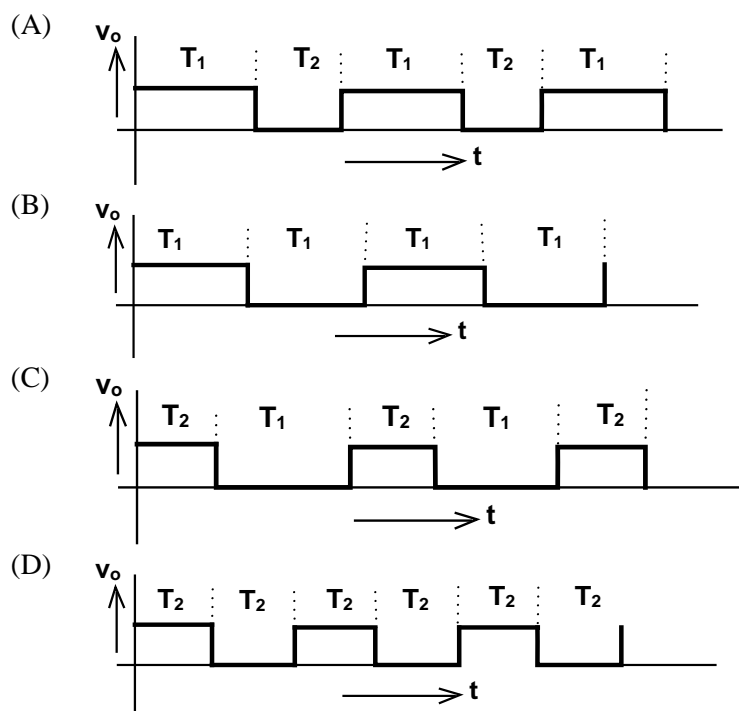 (A)
vₒ T₁ T₂ T₁ T₂ T₁
t
(B)
vₒ
T₁ T₁ T₁ T₁
t
(C)
vₒ
T₂ T₁ T₂ T₁ T₂
t
(D)
vₒ
T₂ T₂ T₂ T₂ T₂ T₂
t